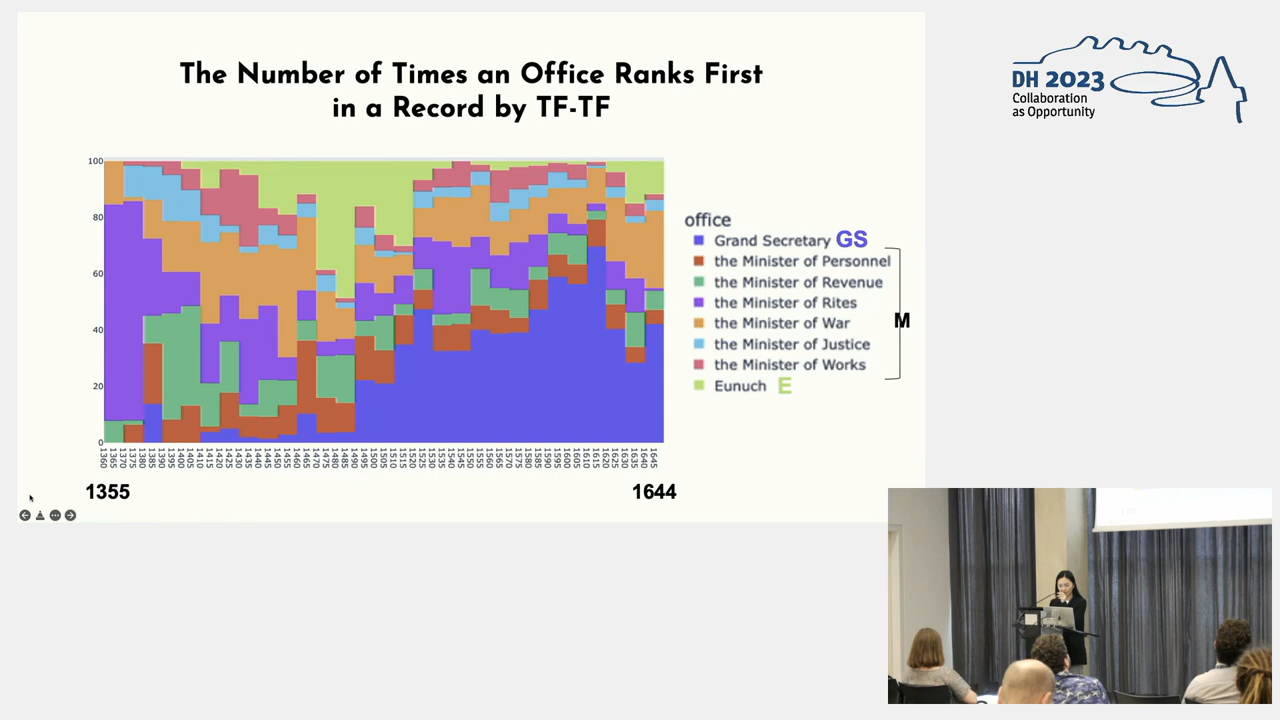 The Number of Times an Office Ranks First
in a Record by TF-TF
DH 2023
Collaboration
as Opportunity
100
80
60
40
20
0
1360 1365 1370 1375 1380 1385 1390 1395 1400 1405 1410 1415 1420 1425 1430 1435 1440 1445 1450 1455 1460 1465 1470 1475 1480 1485 1490 1495 1500 1505 1510 1515 1520 1525 1530 1535 1540 1545 1550 1555 1560 1565 1570 1575 1580 1585 1590 1595 1600 1605 1610 1615 1620 1625 1630 1635 1640 1645
1355 1644
office
Grand Secretary GS
the Minister of Personnel
the Minister of Revenue
the Minister of Rites
the Minister of War
the Minister of Justice
the Minister of Works
Eunuch E
M